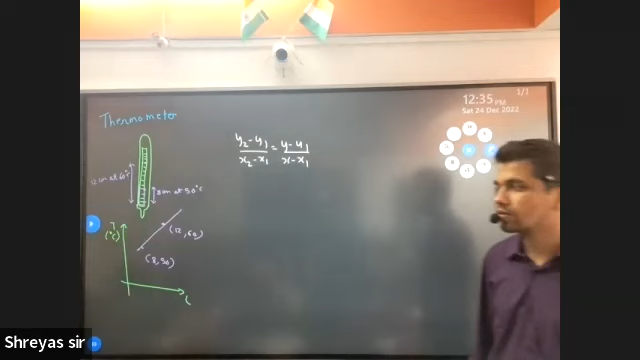 1/1
12:35 PM
Sat 24 Dec 2022
Thermometer
y₂-y₁/x₂-x₁ = y-y₁/x-x₁
12 cm at 60°C
8 cm at 50°C
T
(°C)
(12, 60)
(8, 50)
Shreyas sir